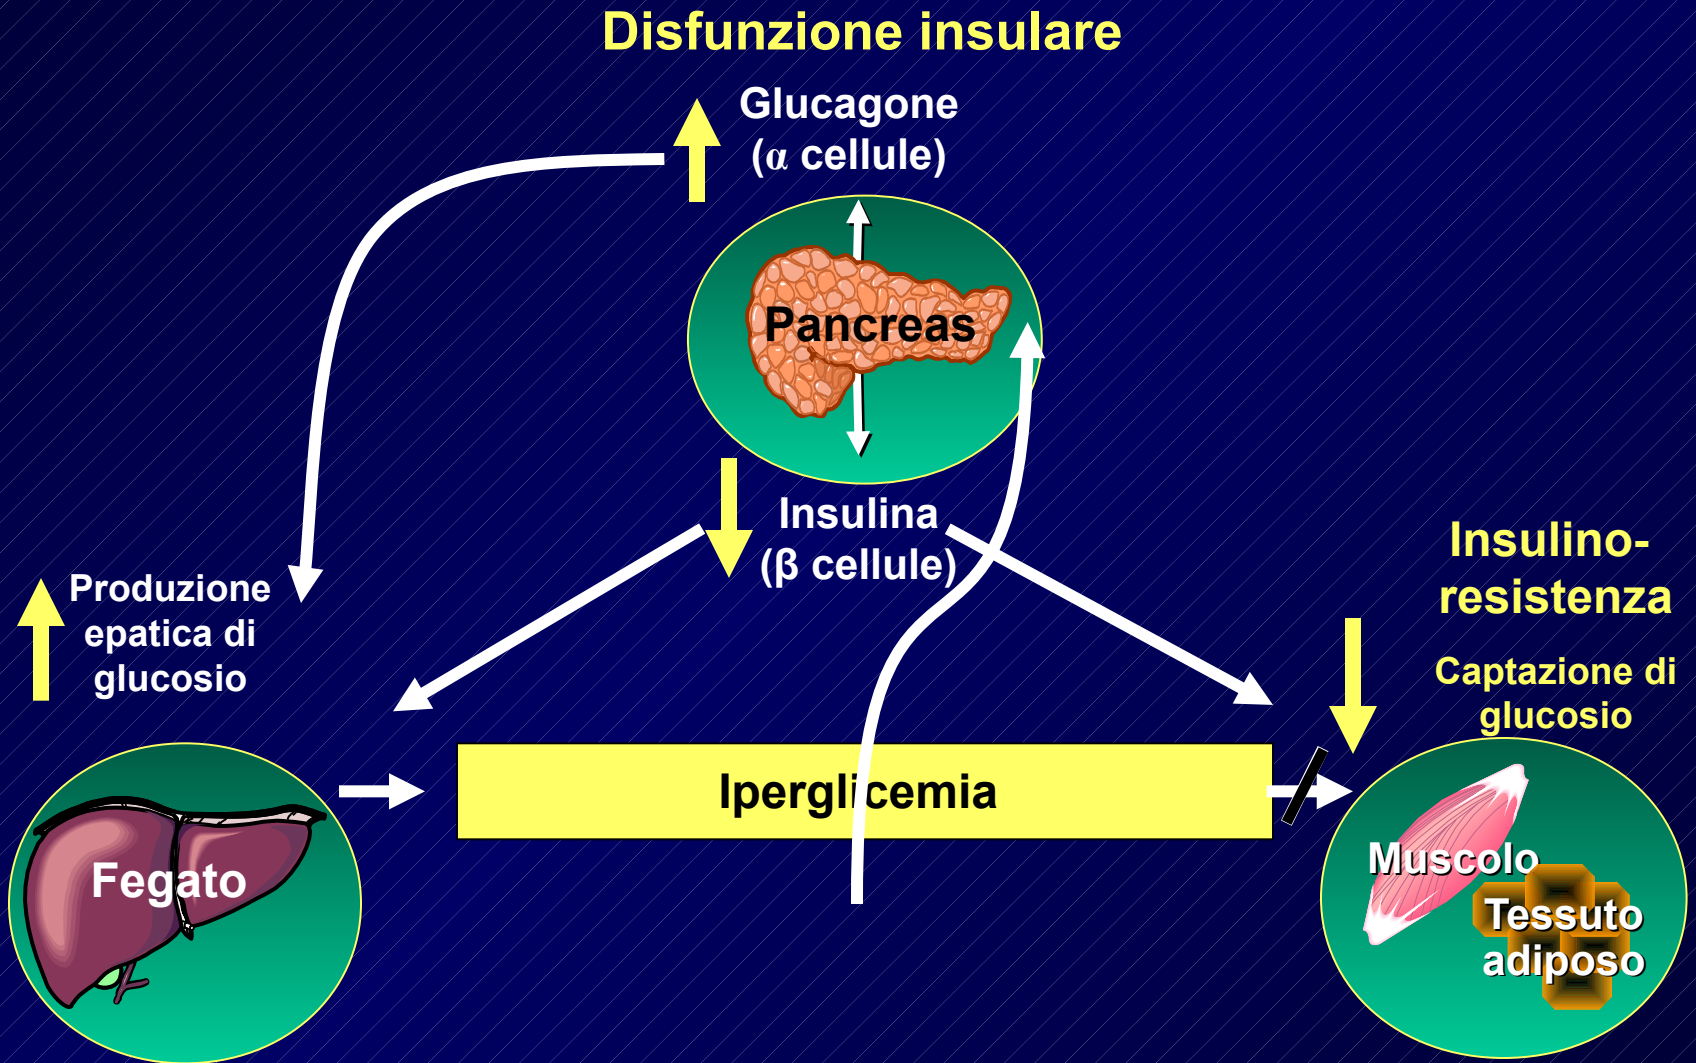 Disfunzione insulare
Glucagone
(α cellule)
Pancreas
Insulina
(β cellule)
Insulino-
resistenza
Produzione
epatica di
glucosio
Captazione di
glucosio
Iperglicemia
Fegato
Muscolo
Tessuto
adiposo